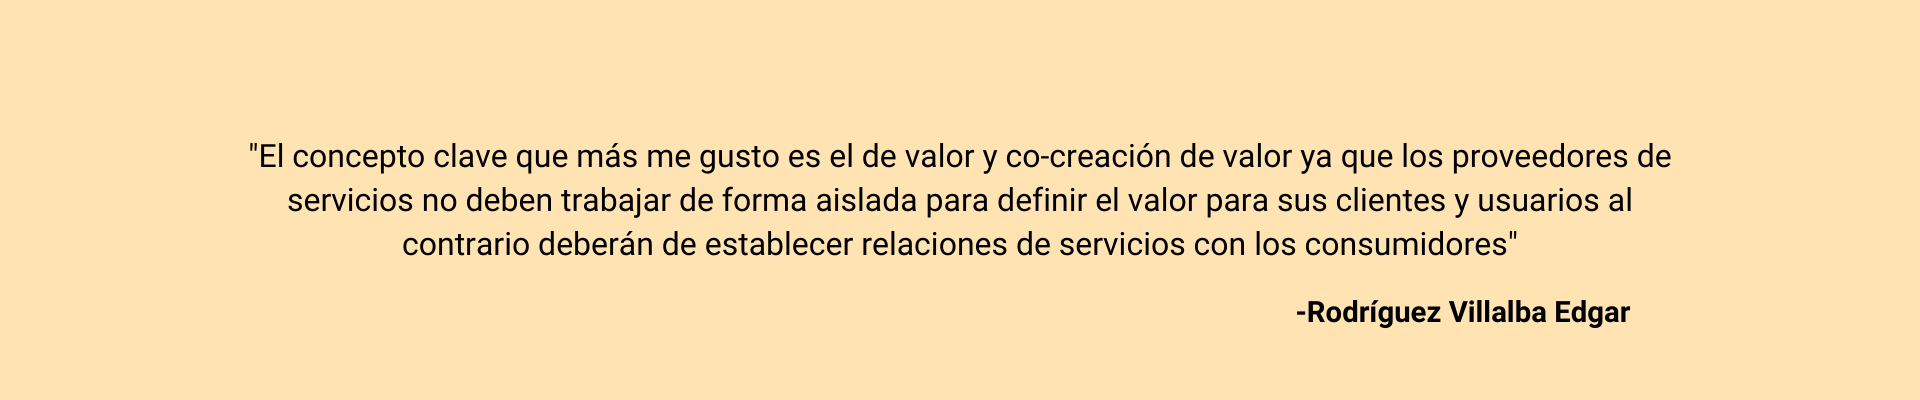 "El concepto clave que más me gusto es el de valor y co-creación de valor ya que los proveedores de
servicios no deben trabajar de forma aislada para definir el valor para sus clientes y usuarios al
contrario deberán de establecer relaciones de servicios con los consumidores"
-Rodríguez Villalba Edgar